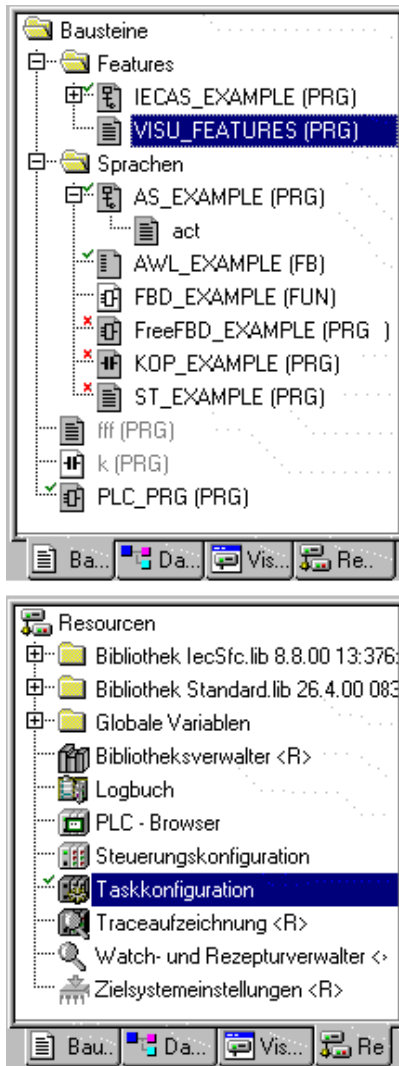 Bausteine
Features
IECAS_EXAMPLE (PRG)
VISU_FEATURES (PRG)
Sprachen
AS_EXAMPLE (PRG)
act
AWL_EXAMPLE (FB)
FBD_EXAMPLE (FUN)
FreeFBD_EXAMPLE (PRG )
KOP_EXAMPLE (PRG)
ST_EXAMPLE (PRG)
fff (PRG)
k (PRG)
PLC_PRG (PRG)
Ba... Da... Vis... Re..
Resourcen
Bibliothek IecSfc.lib 8.8.00 13:376:
Bibliothek Standard.lib 26.4.00 083
Globale Variablen
Bibliotheksverwalter <R>
Logbuch
PLC - Browser
Steuerungskonfiguration
Taskkonfiguration
Traceaufzeichnung <R>
Watch- und Rezepturverwalter <>
Zielsystemeinstellungen <R>
Bau.. Da... Vis... Re